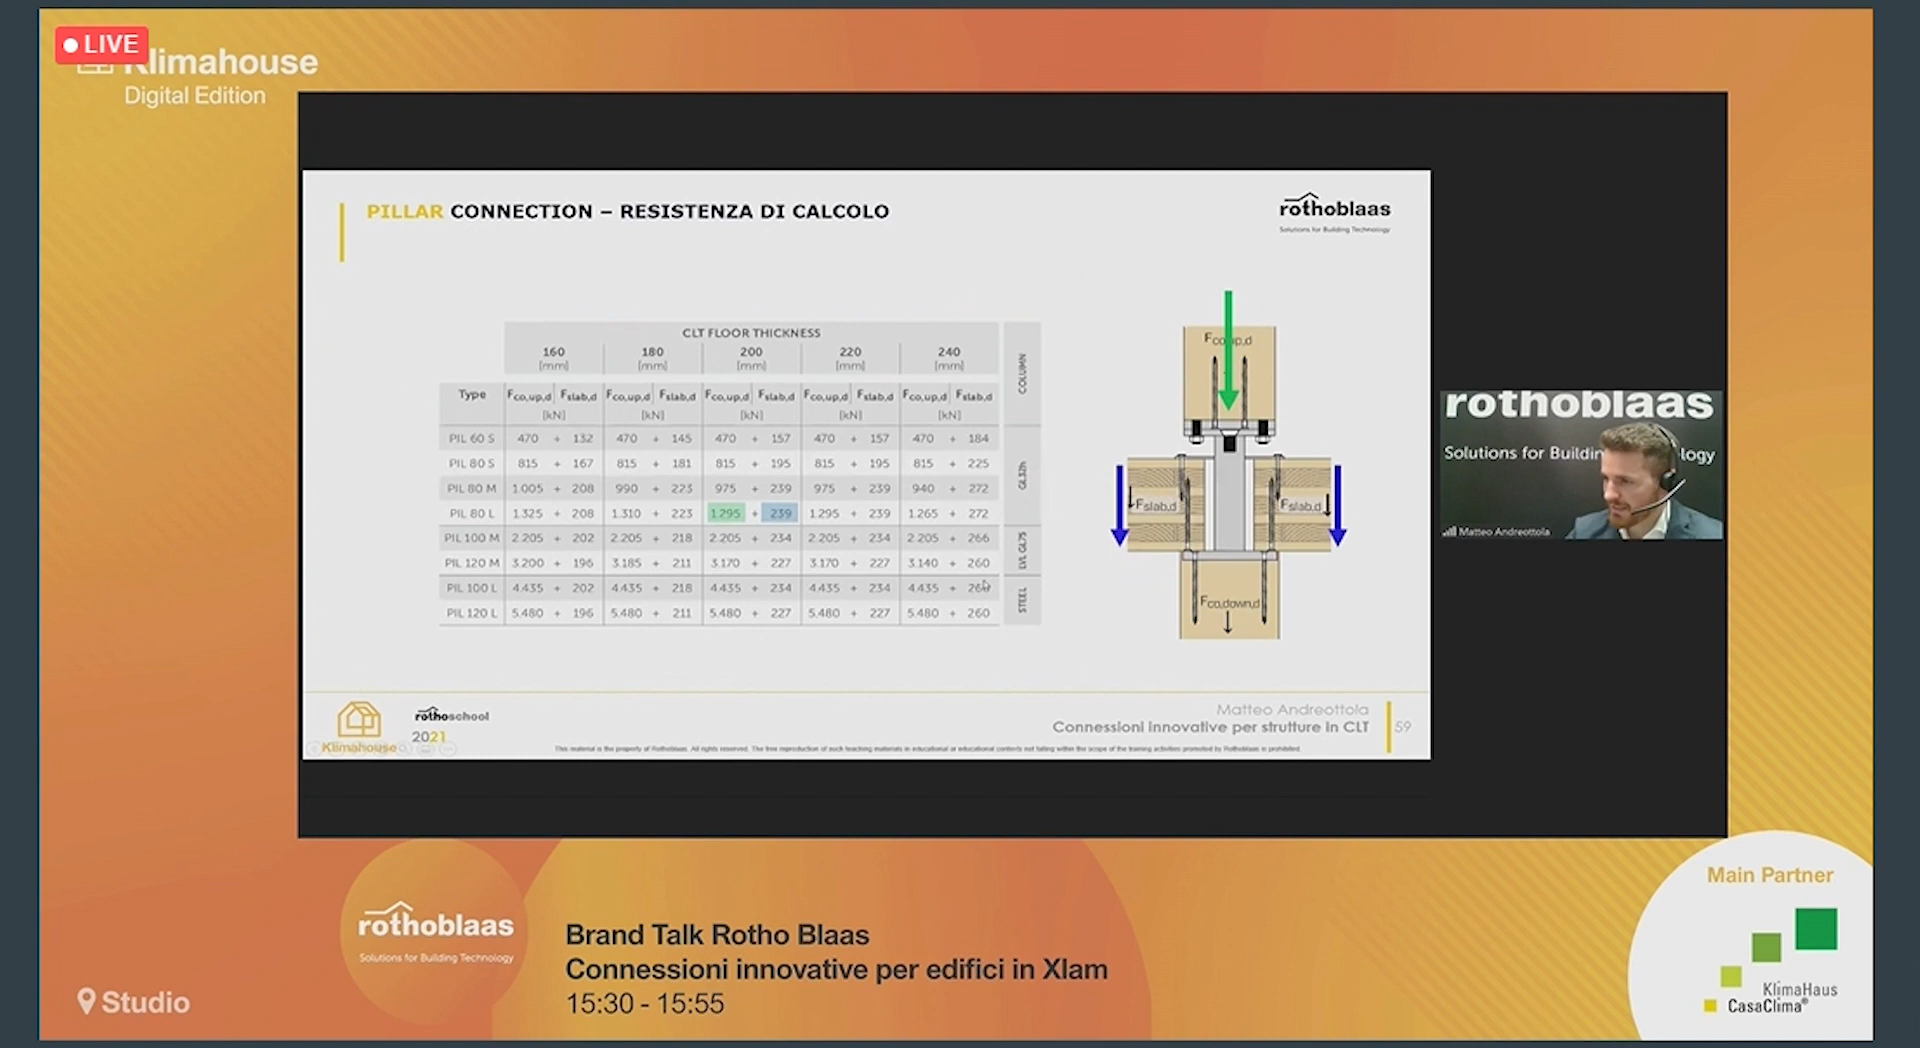 LIVE
Klimahouse
Digital Edition
PILLAR CONNECTION – RESISTENZA DI CALCOLO
rothoblaas
Solutions for Building Technology
CLT FLOOR THICKNESS
160 180 200 220 240
[mm] [mm] [mm] [mm] [mm]
COLUMN
Type Fco,up,d Fslab,d Fco,up,d Fslab,d Fco,up,d Fslab,d Fco,up,d Fslab,d Fco,up,d Fslab,d
[kN] [kN] [kN] [kN] [kN]
PIL 60 S 470 + 132 470 + 145 470 + 157 470 + 157 470 + 184
PIL 80 S 815 + 167 815 + 181 815 + 195 815 + 195 815 + 225
PIL 80 M 1.005 + 208 990 + 223 975 + 239 975 + 239 940 + 272
PIL 80 L 1.325 + 208 1.310 + 223 1.295 + 239 1.295 + 239 1.265 + 272
GL32h
PIL 100 M 2.205 + 202 2.205 + 218 2.205 + 234 2.205 + 234 2.205 + 266
PIL 120 M 3.200 + 196 3.185 + 211 3.170 + 227 3.170 + 227 3.140 + 260
LVL GL75
PIL 100 L 4.435 + 202 4.435 + 218 4.435 + 234 4.435 + 234 4.435 +
PIL 120 L 5.480 + 196 5.480 + 211 5.480 + 227 5.480 + 227 5.480 + 260
STEEL
Fco,up,d
Fslab,d
Fslab,d
Fco,down,d
rothoblaas
Solutions for Buildin logy
Matteo Andreottola
Klimahouse
rothoschool
2021
Matteo Andreottola
Connessioni innovative per strutture in CLT
59
This material is the property of Rothoblaas. All rights reserved. The free reproduction of such teaching materials in educational or educational contexts not falling within the scope of the training activities promoted by Rothoblaas is prohibited.
rothoblaas
Solutions for Building Technology
Brand Talk Rotho Blaas
Connessioni innovative per edifici in Xlam
15:30 - 15:55
Studio
Main Partner
KlimaHaus
CasaClima®